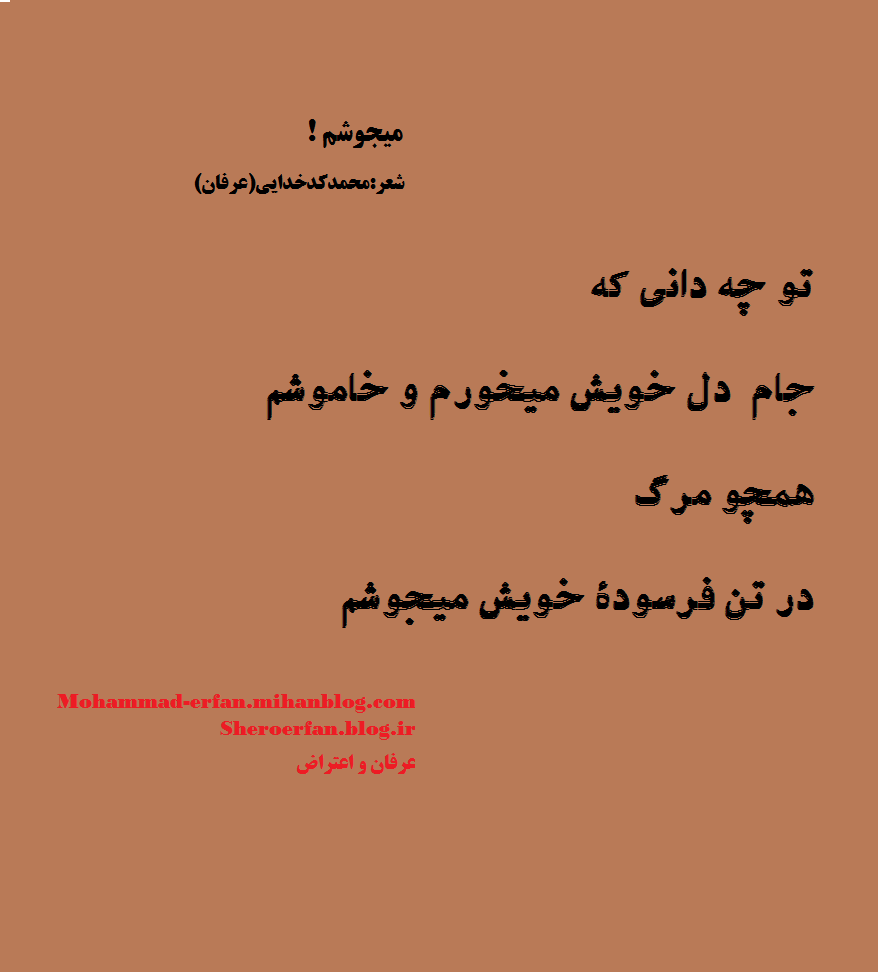 میجوشم !
شعر:محمدکدخدایی(عرفان)
تو چه دانی که
جام دل خویش میخورم و خاموشم
همچو مرگ
در تن فرسودهٔ خویش میجوشم
Mohammad-erfan.mihanblog.com
Sheroerfan.blog.ir
عرفان و اعتراض